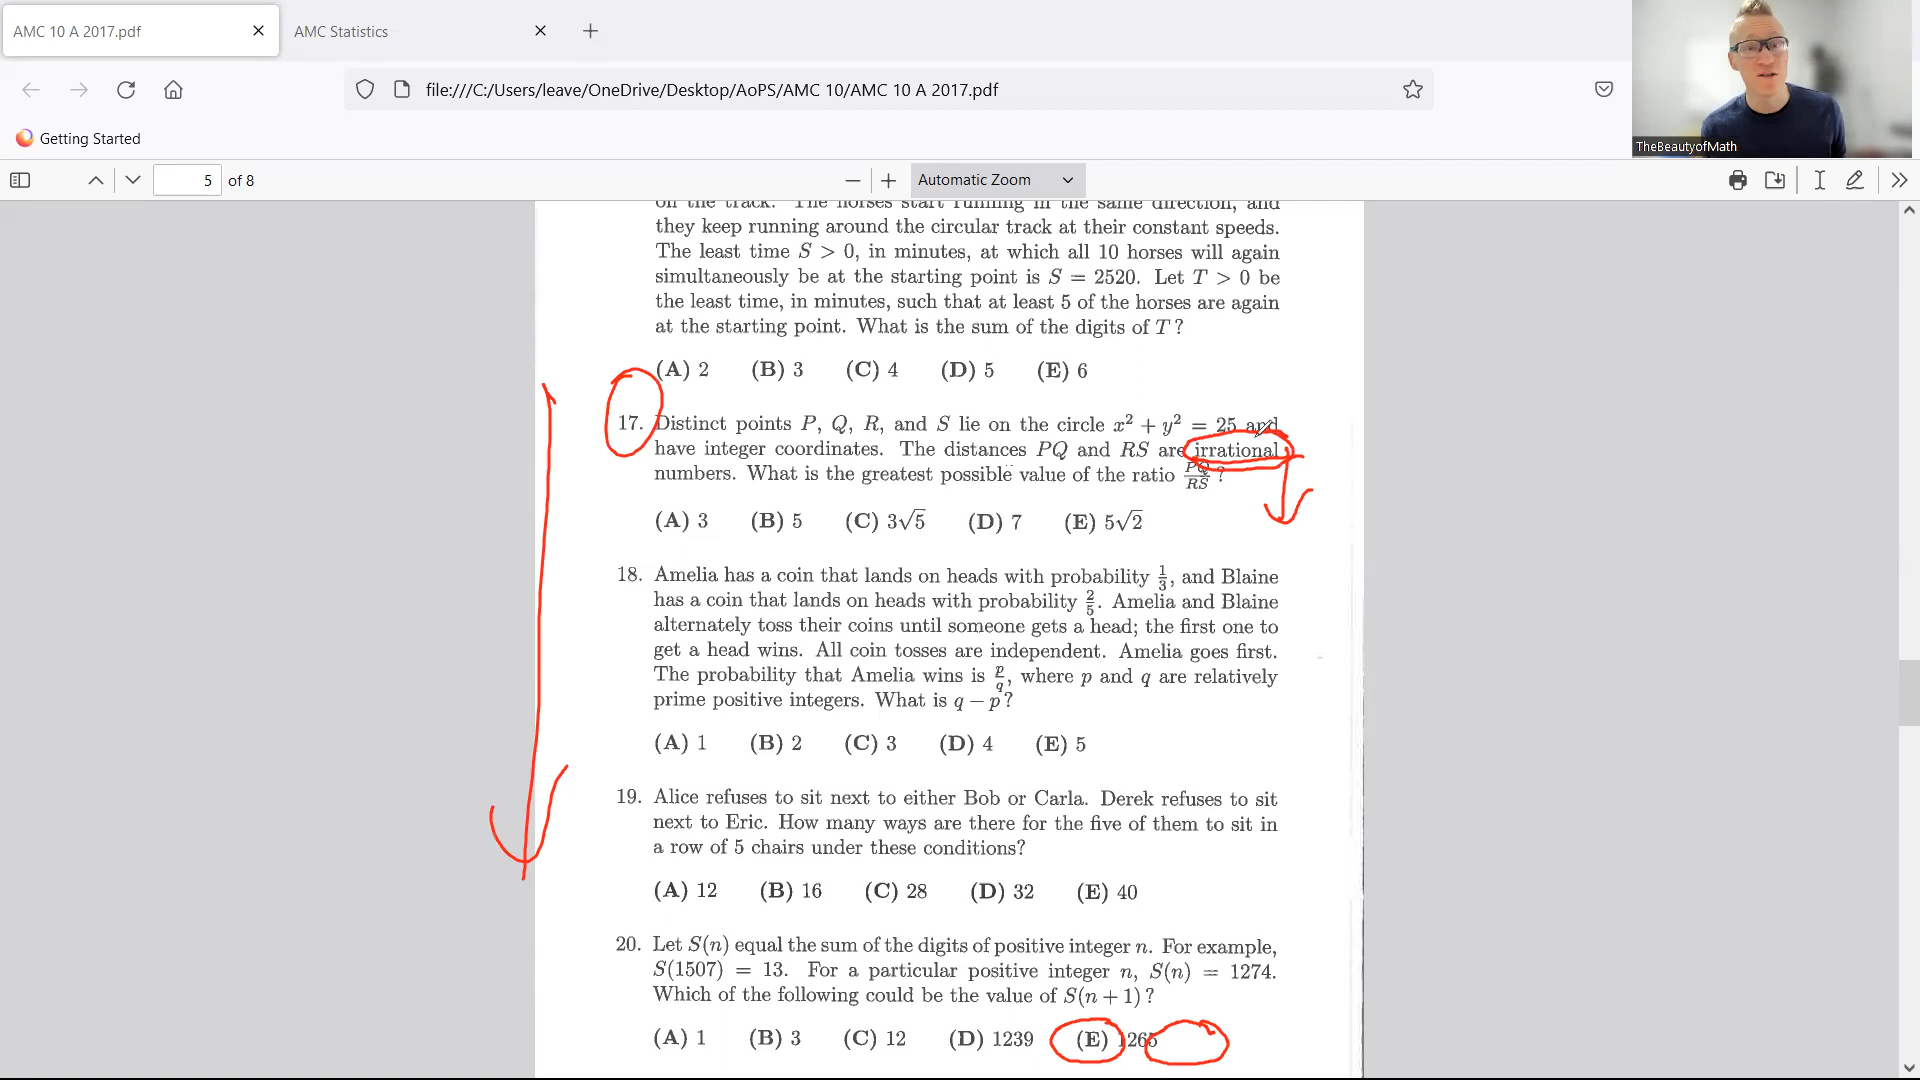 AMC 10 A 2017.pdf
AMC Statistics
file:///C:/Users/leave/OneDrive/Desktop/AoPS/AMC 10/AMC 10 A 2017.pdf
Getting Started
TheBeautyofMath
5 of 8
Automatic Zoom
on the track. The horses start running in the same direction, and
they keep running around the circular track at their constant speeds.
The least time S > 0, in minutes, at which all 10 horses will again
simultaneously be at the starting point is S = 2520. Let T > 0 be
the least time, in minutes, such that at least 5 of the horses are again
at the starting point. What is the sum of the digits of T?
(A) 2 (B) 3 (C) 4 (D) 5 (E) 6
17. Distinct points P, Q, R, and S lie on the circle x² + y² = 25 and
have integer coordinates. The distances PQ and RS are irrational
numbers. What is the greatest possible value of the ratio PQ/RS?
(A) 3 (B) 5 (C) 3√5 (D) 7 (E) 5√2
18. Amelia has a coin that lands on heads with probability 1/3, and Blaine
has a coin that lands on heads with probability 2/5. Amelia and Blaine
alternately toss their coins until someone gets a head; the first one to
get a head wins. All coin tosses are independent. Amelia goes first.
The probability that Amelia wins is p/q, where p and q are relatively
prime positive integers. What is q − p?
(A) 1 (B) 2 (C) 3 (D) 4 (E) 5
19. Alice refuses to sit next to either Bob or Carla. Derek refuses to sit
next to Eric. How many ways are there for the five of them to sit in
a row of 5 chairs under these conditions?
(A) 12 (B) 16 (C) 28 (D) 32 (E) 40
20. Let S(n) equal the sum of the digits of positive integer n. For example,
S(1507) = 13. For a particular positive integer n, S(n) = 1274.
Which of the following could be the value of S(n + 1)?
(A) 1 (B) 3 (C) 12 (D) 1239 (E) 1265